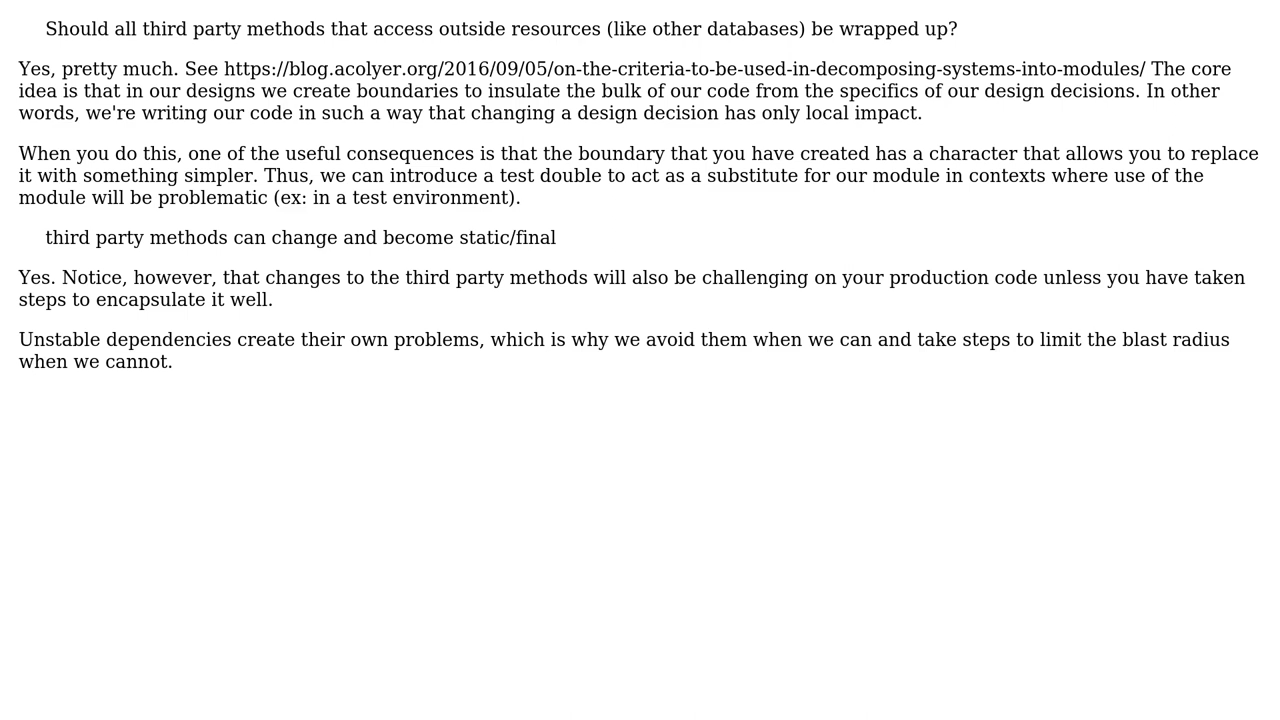 Should all third party methods that access outside resources (like other databases) be wrapped up?
Yes, pretty much. See https://blog.acolyer.org/2016/09/05/on-the-criteria-to-be-used-in-decomposing-systems-into-modules/ The core
idea is that in our designs we create boundaries to insulate the bulk of our code from the specifics of our design decisions. In other
words, we're writing our code in such a way that changing a design decision has only local impact.
When you do this, one of the useful consequences is that the boundary that you have created has a character that allows you to replace
it with something simpler. Thus, we can introduce a test double to act as a substitute for our module in contexts where use of the
module will be problematic (ex: in a test environment).
third party methods can change and become static/final
Yes. Notice, however, that changes to the third party methods will also be challenging on your production code unless you have taken
steps to encapsulate it well.
Unstable dependencies create their own problems, which is why we avoid them when we can and take steps to limit the blast radius
when we cannot.